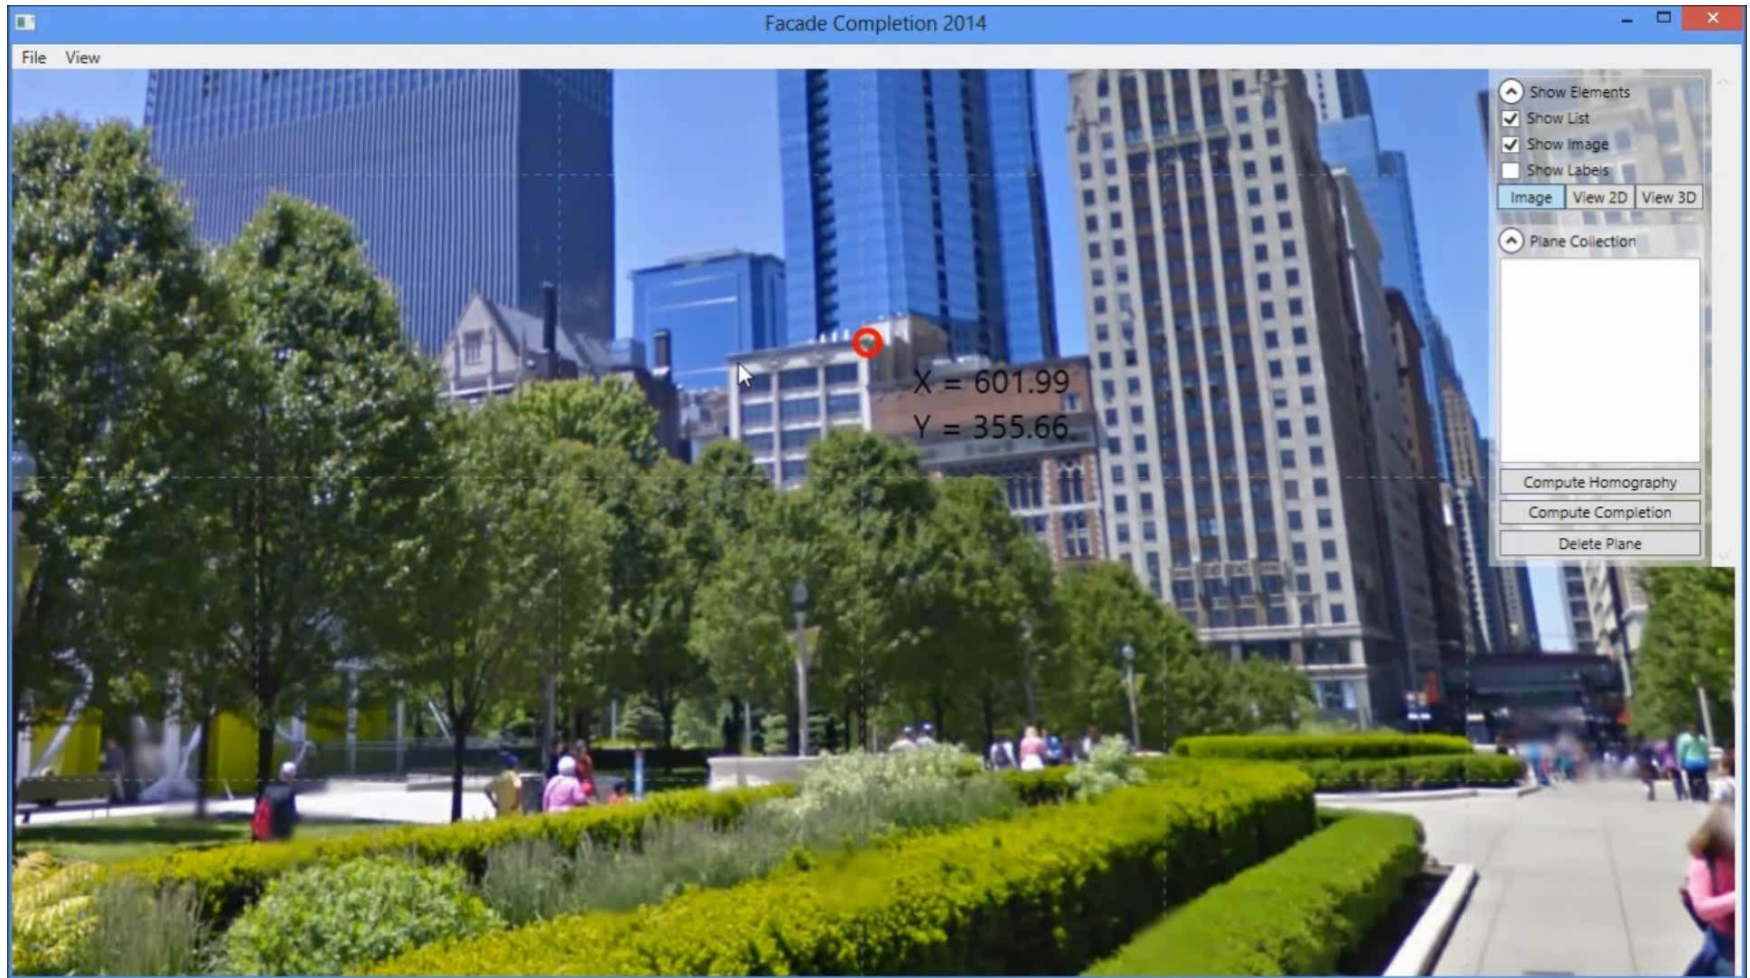 Facade Completion 2014
File View
Show Elements
Show List
Show Image
Show Labels
Image View 2D View 3D
Plane Collection
X = 601.99
Y = 355.66
Compute Homography
Compute Completion
Delete Plane